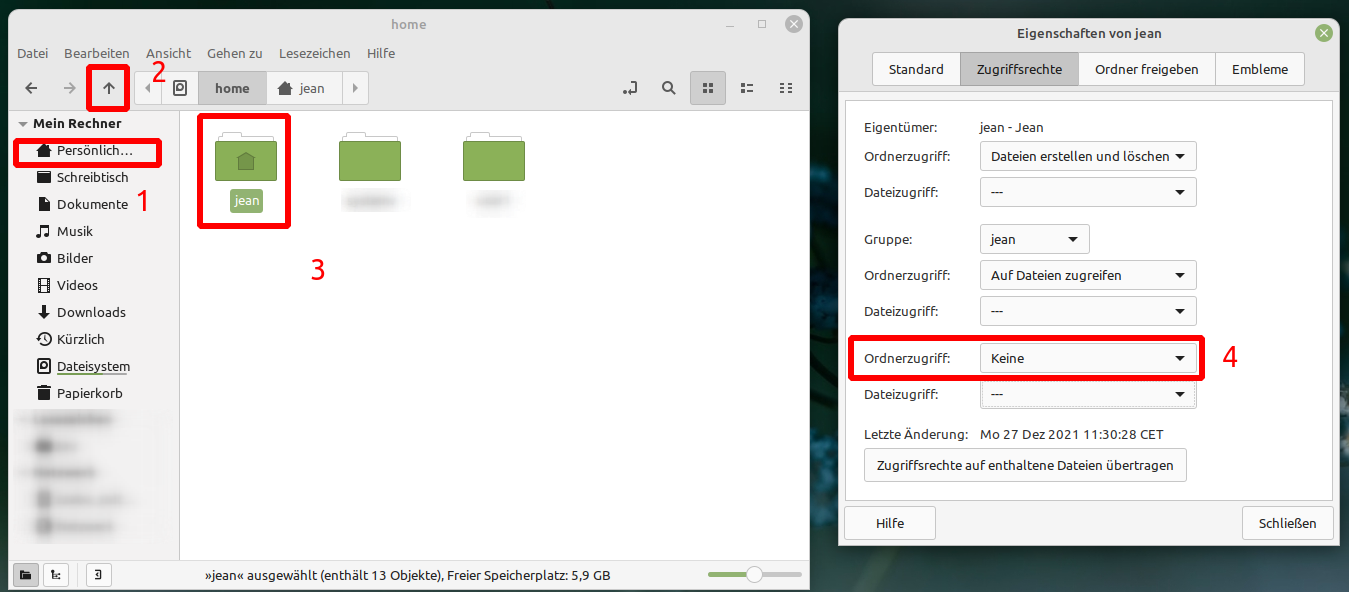 home
Datei Bearbeiten Ansicht Gehen zu Lesezeichen Hilfe
2
home jean
Mein Rechner
Persönlich...
Schreibtisch
1
Dokumente
Musik
Bilder
Videos
Downloads
Kürzlich
Dateisystem
Papierkorb
jean
3
»jean« ausgewählt (enthält 13 Objekte), Freier Speicherplatz: 5,9 GB
Eigenschaften von jean
Standard Zugriffsrechte Ordner freigeben Embleme
Eigentümer: jean - Jean
Ordnerzugriff: Dateien erstellen und löschen
Dateizugriff: ---
Gruppe: jean
Ordnerzugriff: Auf Dateien zugreifen
Dateizugriff: ---
Ordnerzugriff: Keine 4
Dateizugriff: ---
Letzte Änderung: Mo 27 Dez 2021 11:30:28 CET
Zugriffsrechte auf enthaltene Dateien übertragen
Hilfe Schließen